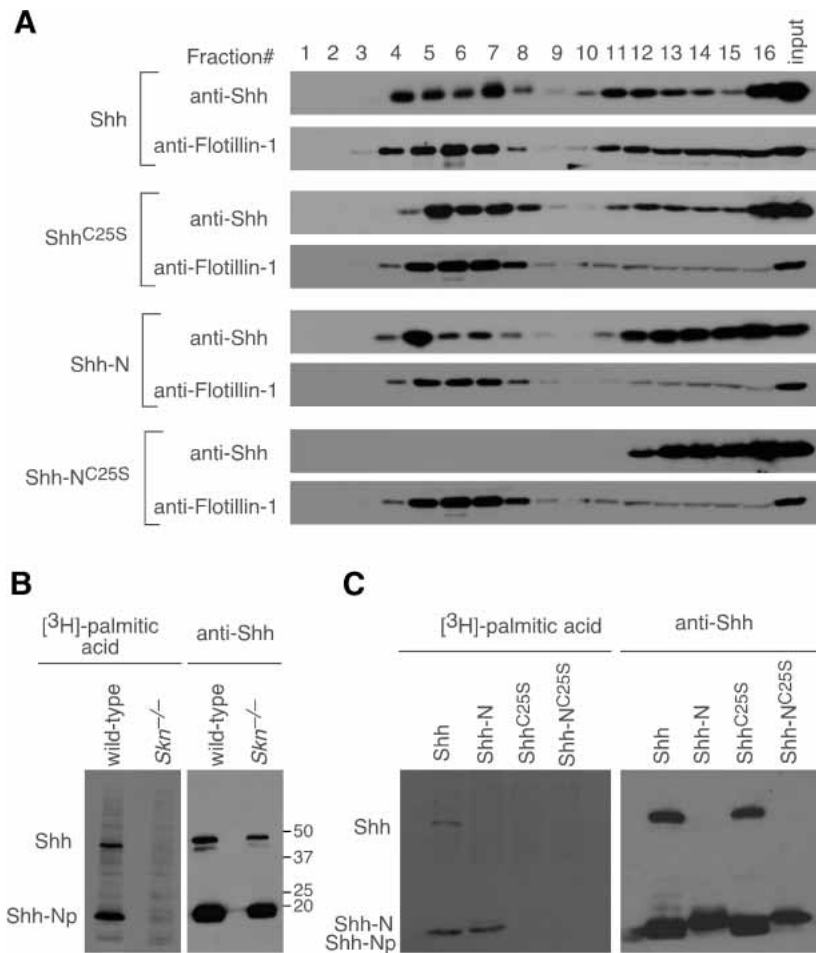 A
Fraction# 1 2 3 4 5 6 7 8 9 10 11 12 13 14 15 16 input
Shh
anti-Shh
anti-Flotillin-1
ShhC25S
anti-Shh
anti-Flotillin-1
Shh-N
anti-Shh
anti-Flotillin-1
Shh-NC25S
anti-Shh
anti-Flotillin-1
B
[3H]-palmitic acid
anti-Shh
wild-type
Skn−/−
wild-type
Skn−/−
Shh
Shh-Np
50
37
25
20
C
[3H]-palmitic acid
anti-Shh
Shh
Shh-N
ShhC25S
Shh-NC25S
Shh
Shh-N
ShhC25S
Shh-NC25S
Shh
Shh-N
Shh-Np